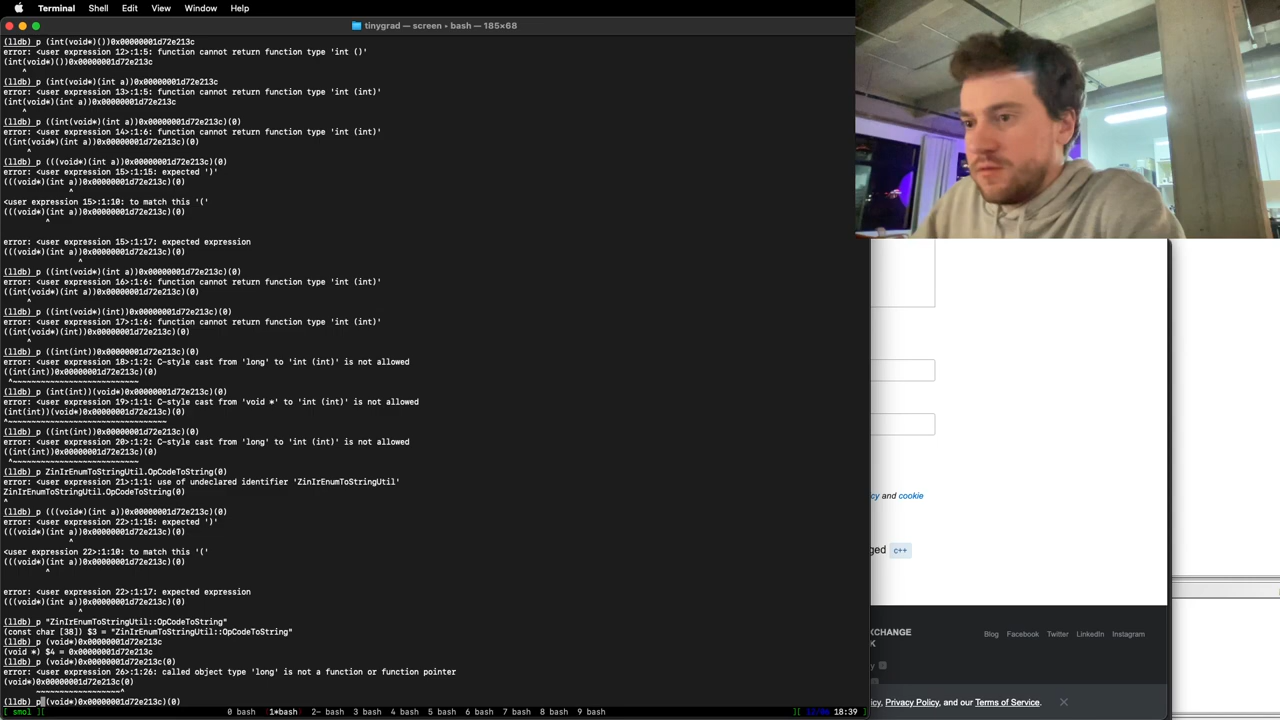 Terminal Shell Edit View Window Help
tinygrad — screen • bash — 185×68
(lldb) p (int(void*)())0x00000001d72e213c
error: <user expression 12>:1:5: function cannot return function type 'int ()'
(int(void*)())0x00000001d72e213c
^
(lldb) p (int(void*)(int a))0x00000001d72e213c
error: <user expression 13>:1:5: function cannot return function type 'int (int)'
(int(void*)(int a))0x00000001d72e213c
^
(lldb) p ((int(void*)(int a))0x00000001d72e213c)(0)
error: <user expression 14>:1:6: function cannot return function type 'int (int)'
((int(void*)(int a))0x00000001d72e213c)(0)
^
(lldb) p (((void*)(int a))0x00000001d72e213c)(0)
error: <user expression 15>:1:15: expected ')'
(((void*)(int a))0x00000001d72e213c)(0)
^
<user expression 15>:1:10: to match this '('
(((void*)(int a))0x00000001d72e213c)(0)
^
error: <user expression 15>:1:17: expected expression
(((void*)(int a))0x00000001d72e213c)(0)
^
(lldb) p ((int(void*)(int a))0x00000001d72e213c)(0)
error: <user expression 16>:1:6: function cannot return function type 'int (int)'
((int(void*)(int a))0x00000001d72e213c)(0)
^
(lldb) p ((int(void*)(int))0x00000001d72e213c)(0)
error: <user expression 17>:1:6: function cannot return function type 'int (int)'
((int(void*)(int))0x00000001d72e213c)(0)
^
(lldb) p ((int(int))0x00000001d72e213c)(0)
error: <user expression 18>:1:2: C-style cast from 'long' to 'int (int)' is not allowed
((int(int))0x00000001d72e213c)(0)
^~~~~~~~~~~~~~~~~~~~~~~~~~~~
(lldb) p (int(int))(void*)0x00000001d72e213c)(0)
error: <user expression 19>:1:1: C-style cast from 'void *' to 'int (int)' is not allowed
(int(int))(void*)0x00000001d72e213c)(0)
^~~~~~~~~~~~~~~~~~~~~~~~~~~~~~~~~~
(lldb) p ((int(int))0x00000001d72e213c)(0)
error: <user expression 20>:1:2: C-style cast from 'long' to 'int (int)' is not allowed
((int(int))0x00000001d72e213c)(0)
^~~~~~~~~~~~~~~~~~~~~~~~~~~~
(lldb) p ZinIrEnumToStringUtil.OpCodeToString(0)
error: <user expression 21>:1:1: use of undeclared identifier 'ZinIrEnumToStringUtil'
ZinIrEnumToStringUtil.OpCodeToString(0)
^
(lldb) p (((void*)(int a))0x00000001d72e213c)(0)
error: <user expression 22>:1:15: expected ')'
(((void*)(int a))0x00000001d72e213c)(0)
^
<user expression 22>:1:10: to match this '('
(((void*)(int a))0x00000001d72e213c)(0)
^
error: <user expression 22>:1:17: expected expression
(((void*)(int a))0x00000001d72e213c)(0)
^
(lldb) p "ZinIrEnumToStringUtil::OpCodeToString"
(const char [38]) $3 = "ZinIrEnumToStringUtil::OpCodeToString"
(lldb) p (void*)0x00000001d72e213c
(void *) $4 = 0x00000001d72e213c
(lldb) p (void*)0x00000001d72e213c(0)
error: <user expression 26>:1:26: called object type 'long' is not a function or function pointer
(void*)0x00000001d72e213c(0)
~~~~~~~~~~~~~~~~~~^
(lldb) p (void*)0x00000001d72e213c)(0)
[ smol ] 0 bash (1*bash) 2- bash 3 bash 4 bash 5 bash 6 bash 7 bash 8 bash 9 bash ][ 18:39 ]
cy and cookie
ged c++
XCHANGE
K
Blog Facebook Twitter LinkedIn Instagram
y
icy, Privacy Policy, and our Terms of Service.